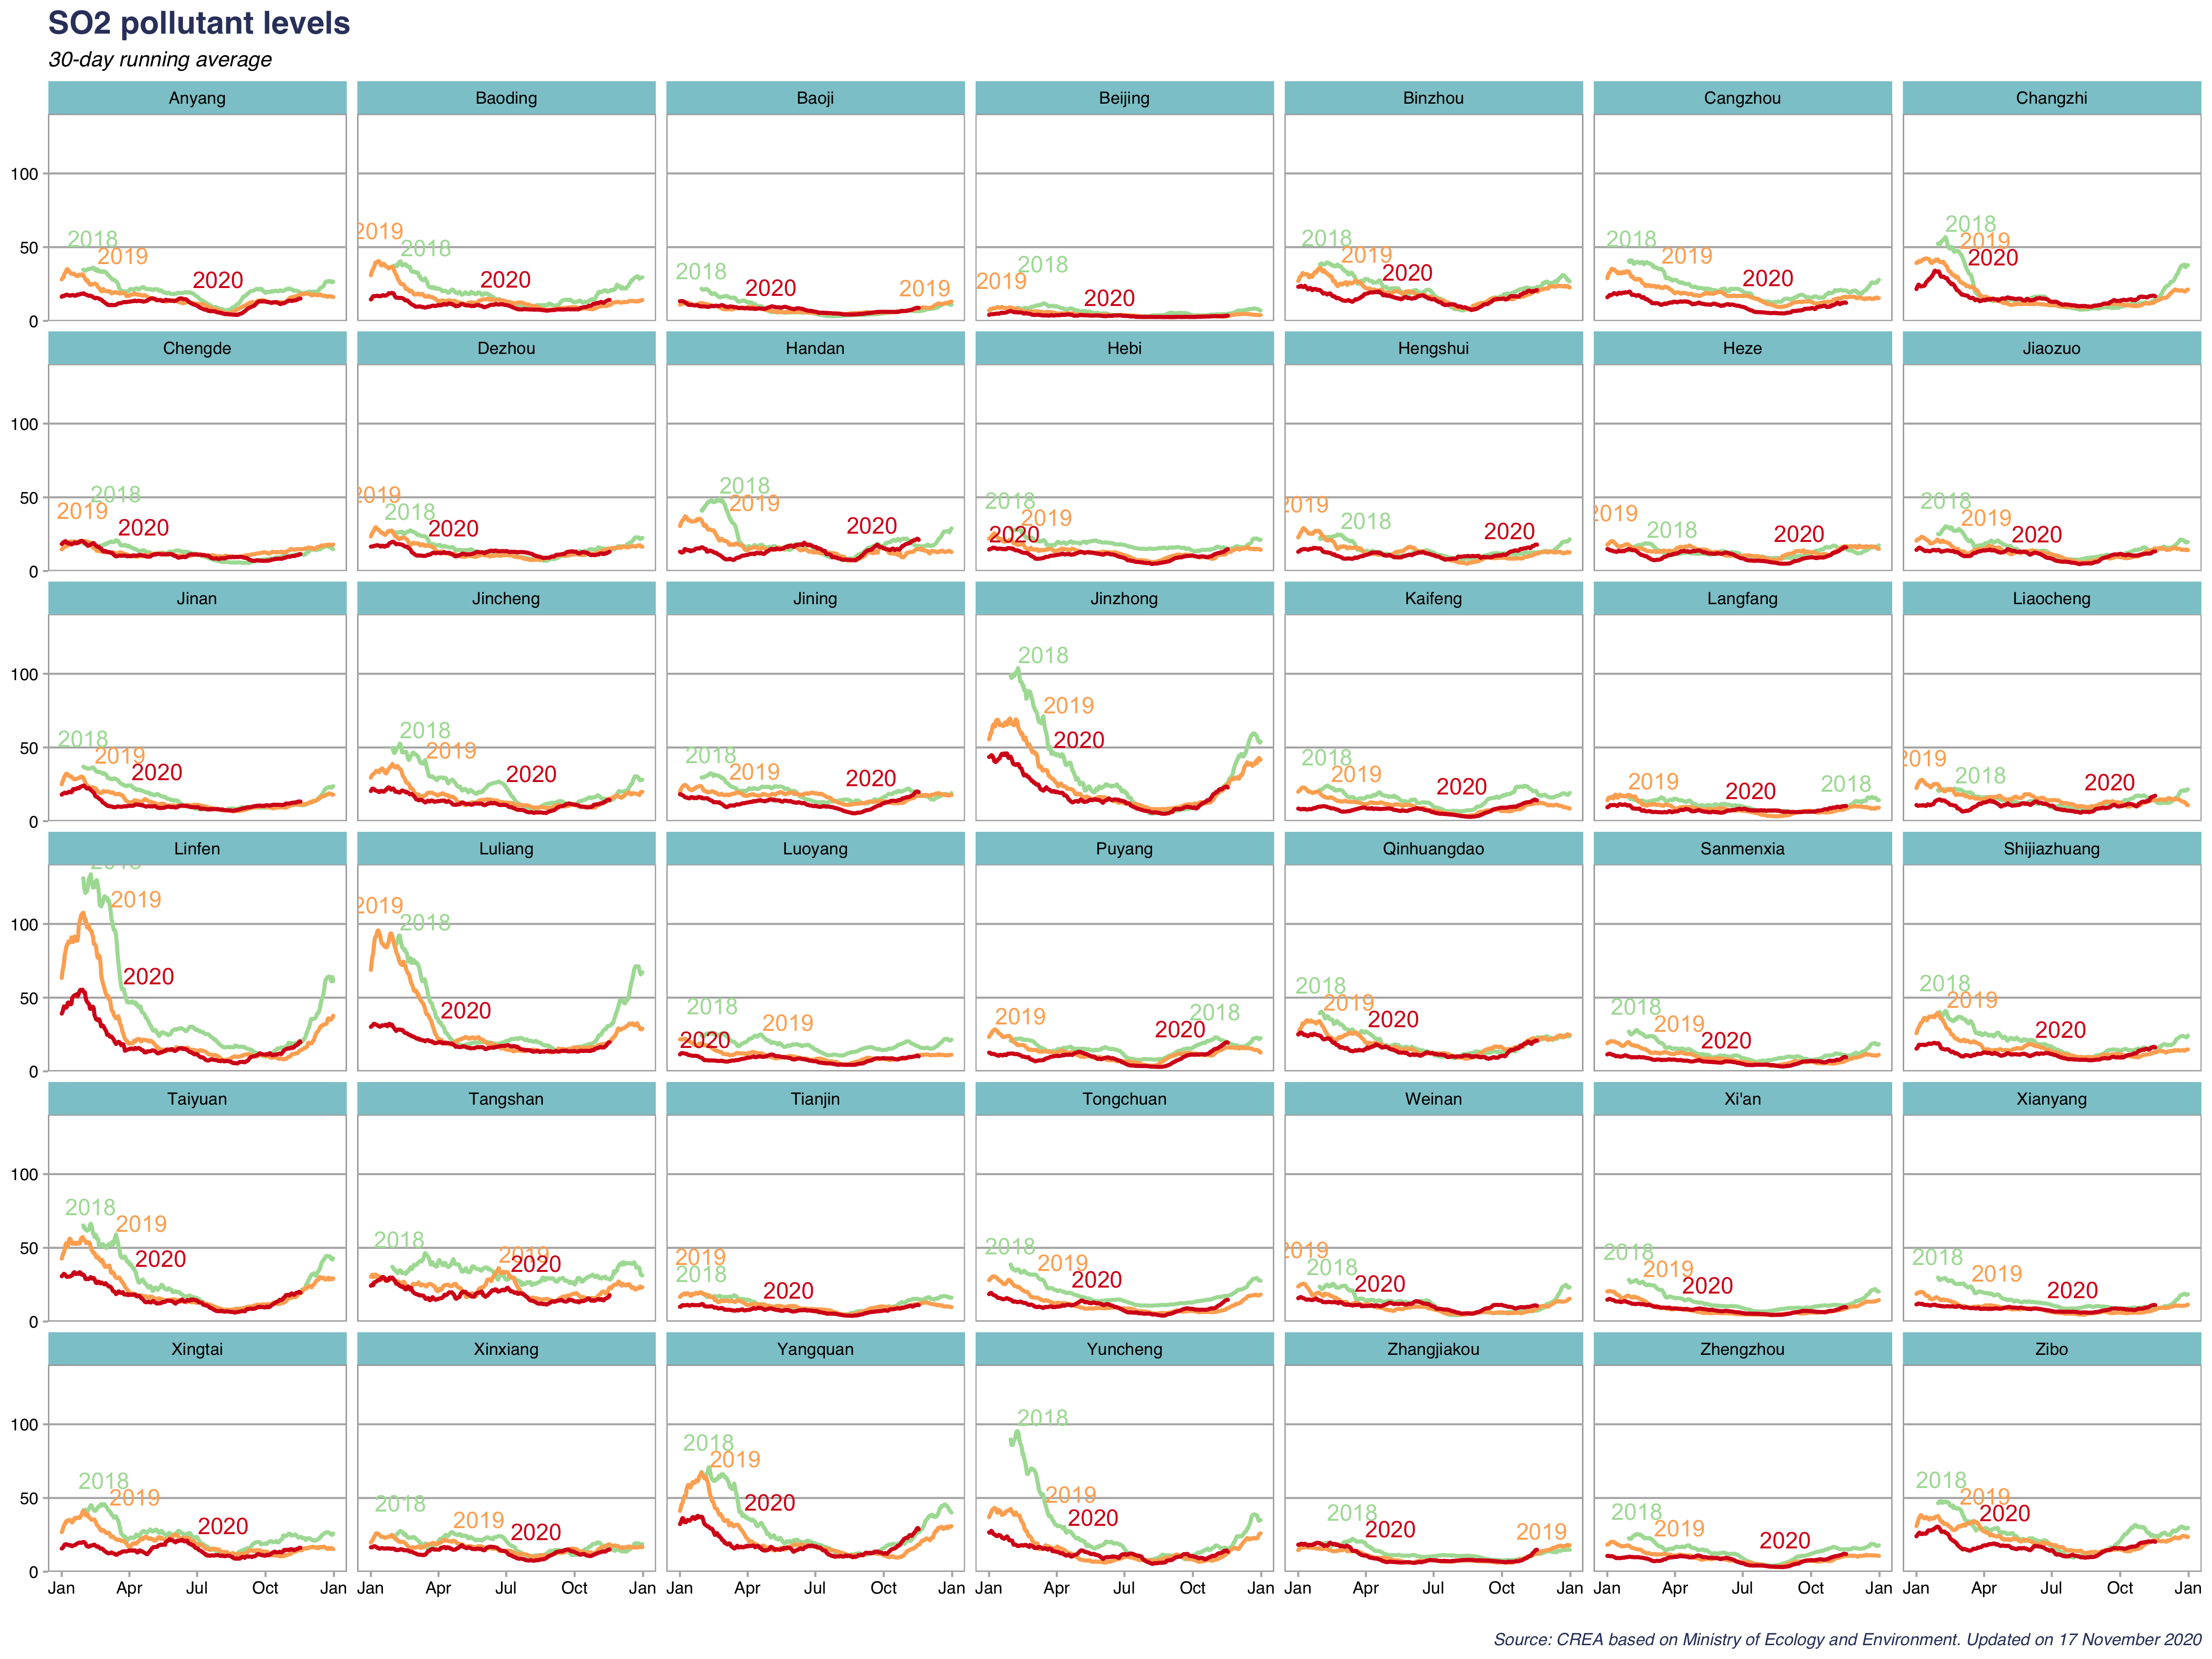 SO2 pollutant levels
30-day running average
Anyang Baoding Baoji Beijing Binzhou Cangzhou Changzhi
100
50
0
2018 2019 2020
2019 2018 2020
2018 2020 2019
2019 2018 2020
2018 2019 2020
2018 2019 2020
2018 2019 2020
Chengde Dezhou Handan Hebi Hengshui Heze Jiaozuo
100
50
0
2019 2018 2020
2019 2018 2020
2018 2019 2020
2018 2019 2020
2019 2018 2020
2019 2018 2020
2018 2019 2020
Jinan Jincheng Jining Jinzhong Kaifeng Langfang Liaocheng
100
50
0
2018 2019 2020
2018 2019 2020
2018 2019 2020
2018 2019 2020
2018 2019 2020
2019 2020 2018
2019 2018 2020
Linfen Luliang Luoyang Puyang Qinhuangdao Sanmenxia Shijiazhuang
100
50
0
2018 2019 2020
2019 2018 2020
2018 2019 2020
2019 2018 2020
2018 2019 2020
2018 2019 2020
2018 2019 2020
Taiyuan Tangshan Tianjin Tongchuan Weinan Xi'an Xianyang
100
50
0
2018 2019 2020
2018 2019 2020
2019 2018 2020
2018 2019 2020
2019 2018 2020
2018 2019 2020
2018 2019 2020
Xingtai Xinxiang Yangquan Yuncheng Zhangjiakou Zhengzhou Zibo
100
50
0
2018 2019 2020
2018 2019 2020
2018 2019 2020
2018 2019 2020
2018 2020 2019
2018 2019 2020
2018 2019 2020
Jan Apr Jul Oct Jan Jan Apr Jul Oct Jan Jan Apr Jul Oct Jan Jan Apr Jul Oct Jan Jan Apr Jul Oct Jan Jan Apr Jul Oct Jan Jan Apr Jul Oct Jan
Source: CREA based on Ministry of Ecology and Environment. Updated on 17 November 2020